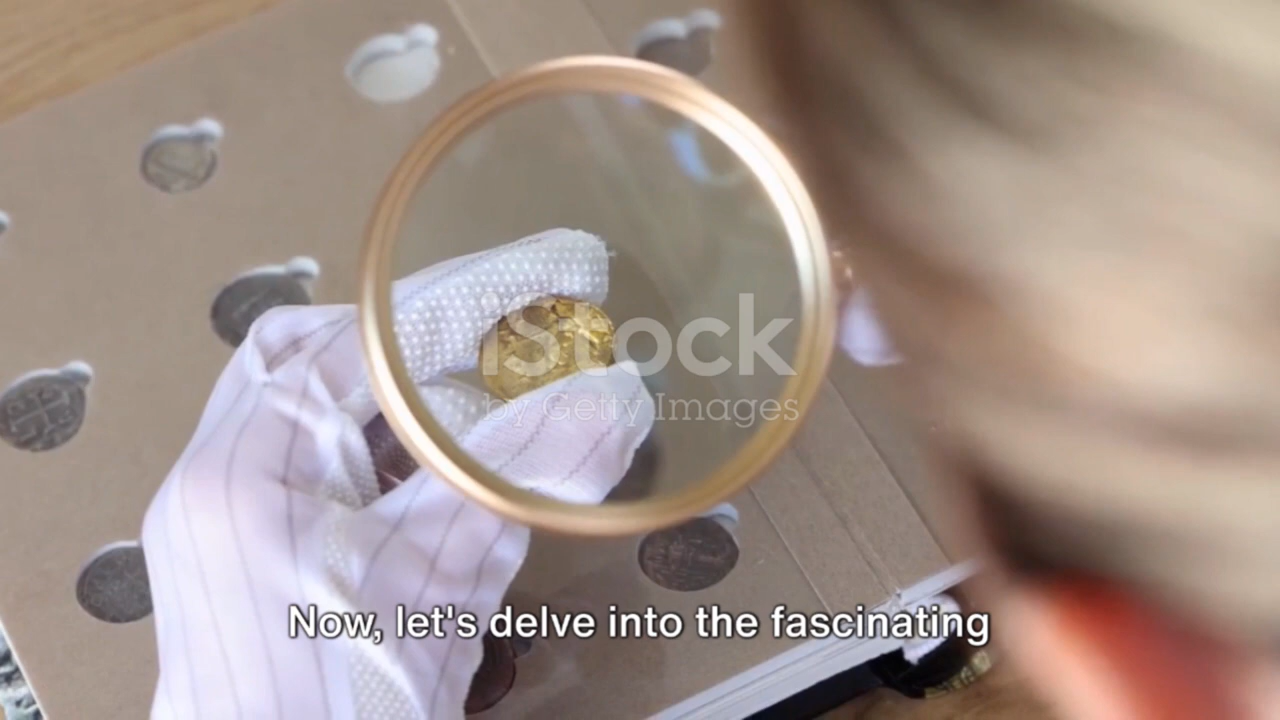 iStock
by Getty Images
Now, let's delve into the fascinating